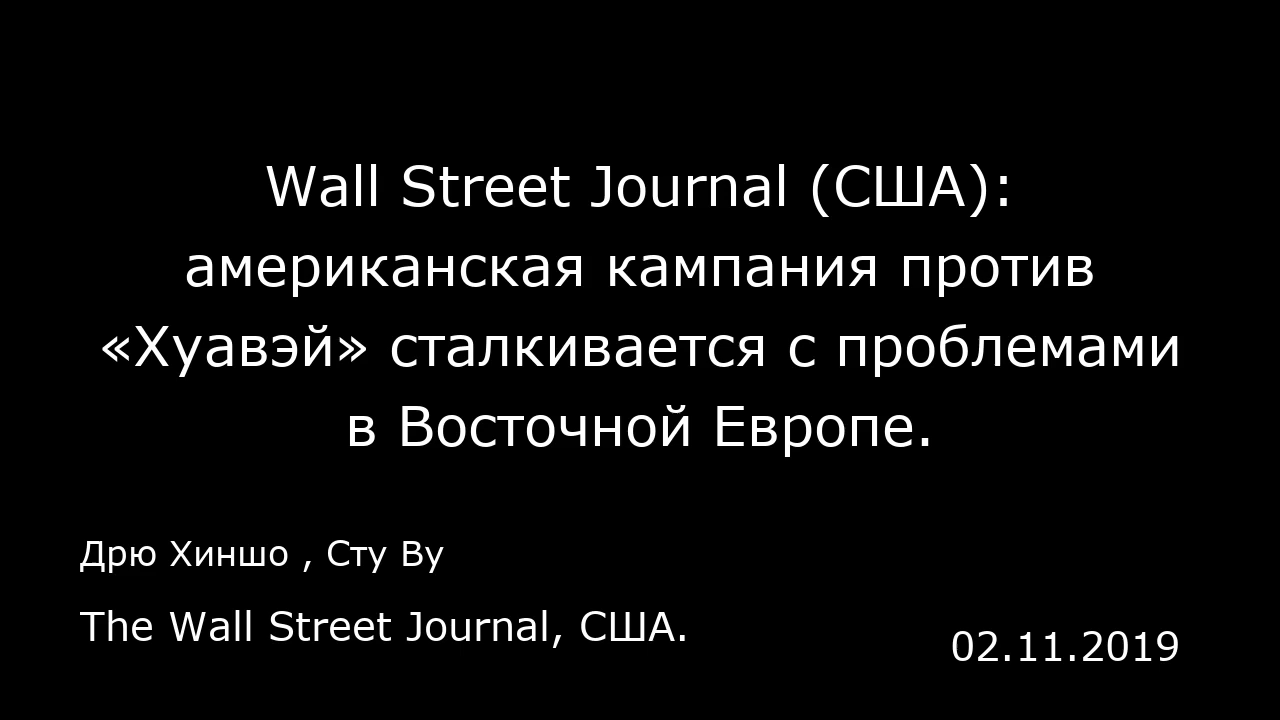 Wall Street Journal (США):
американская кампания против
«Хуавэй» сталкивается с проблемами
в Восточной Европе.
Дрю Хиншо , Сту Ву
The Wall Street Journal, США.
02.11.2019